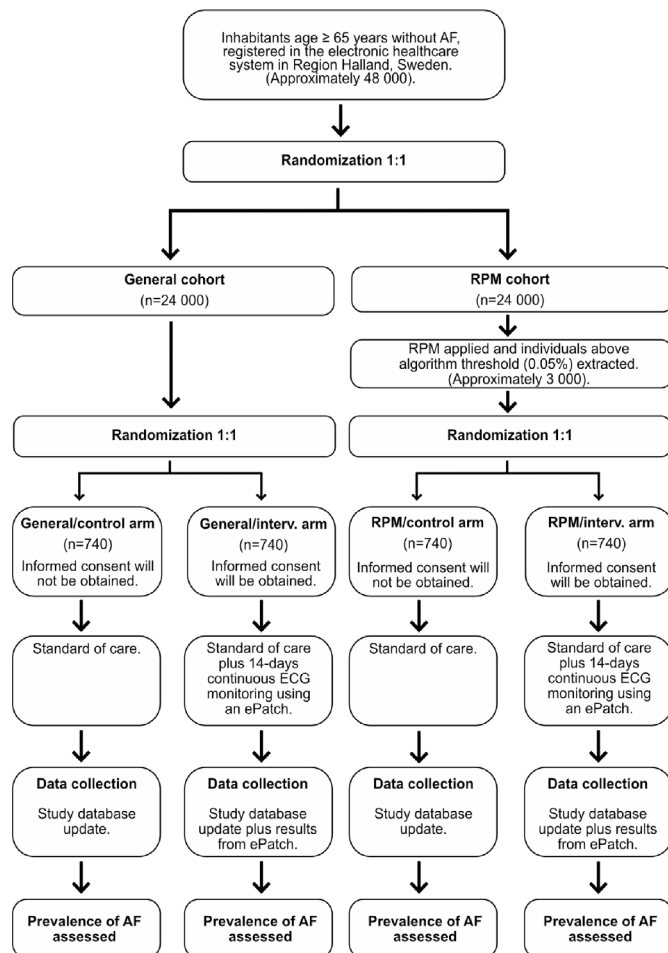 Inhabitants age ≥ 65 years without AF,
registered in the electronic healthcare
system in Region Halland, Sweden.
(Approximately 48 000).
Randomization 1:1
General cohort
(n=24 000)
RPM cohort
(n=24 000)
RPM applied and individuals above
algorithm threshold (0.05%) extracted.
(Approximately 3 000).
Randomization 1:1
Randomization 1:1
General/control arm
(n=740)
Informed consent will
not be obtained.
General/interv. arm
(n=740)
Informed consent
will be obtained.
RPM/control arm
(n=740)
Informed consent will
not be obtained.
RPM/interv. arm
(n=740)
Informed consent
will be obtained.
Standard of care.
Standard of care
plus 14-days
continuous ECG
monitoring using
an ePatch.
Standard of care.
Standard of care
plus 14-days
continuous ECG
monitoring using
an ePatch.
Data collection
Study database
update.
Data collection
Study database
update plus results
from ePatch.
Data collection
Study database
update.
Data collection
Study database
update plus results
from ePatch.
Prevalence of AF
assessed
Prevalence of AF
assessed
Prevalence of AF
assessed
Prevalence of AF
assessed